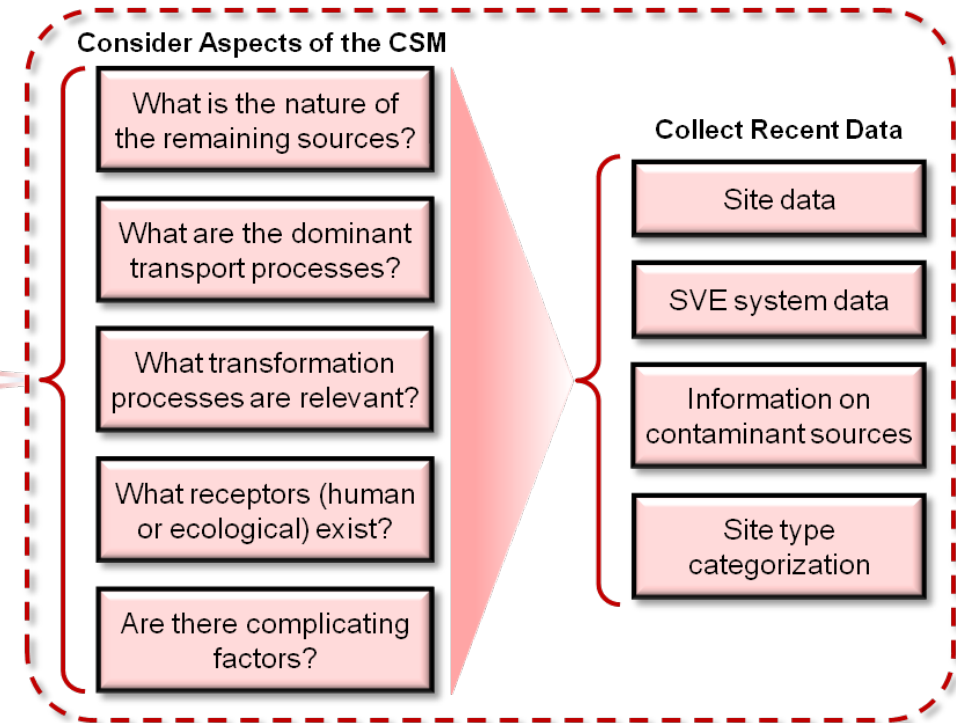 Consider Aspects of the CSM
What is the nature of
the remaining sources?
What are the dominant
transport processes?
What transformation
processes are relevant?
What receptors (human
or ecological) exist?
Are there complicating
factors?
Collect Recent Data
Site data
SVE system data
Information on
contaminant sources
Site type
categorization